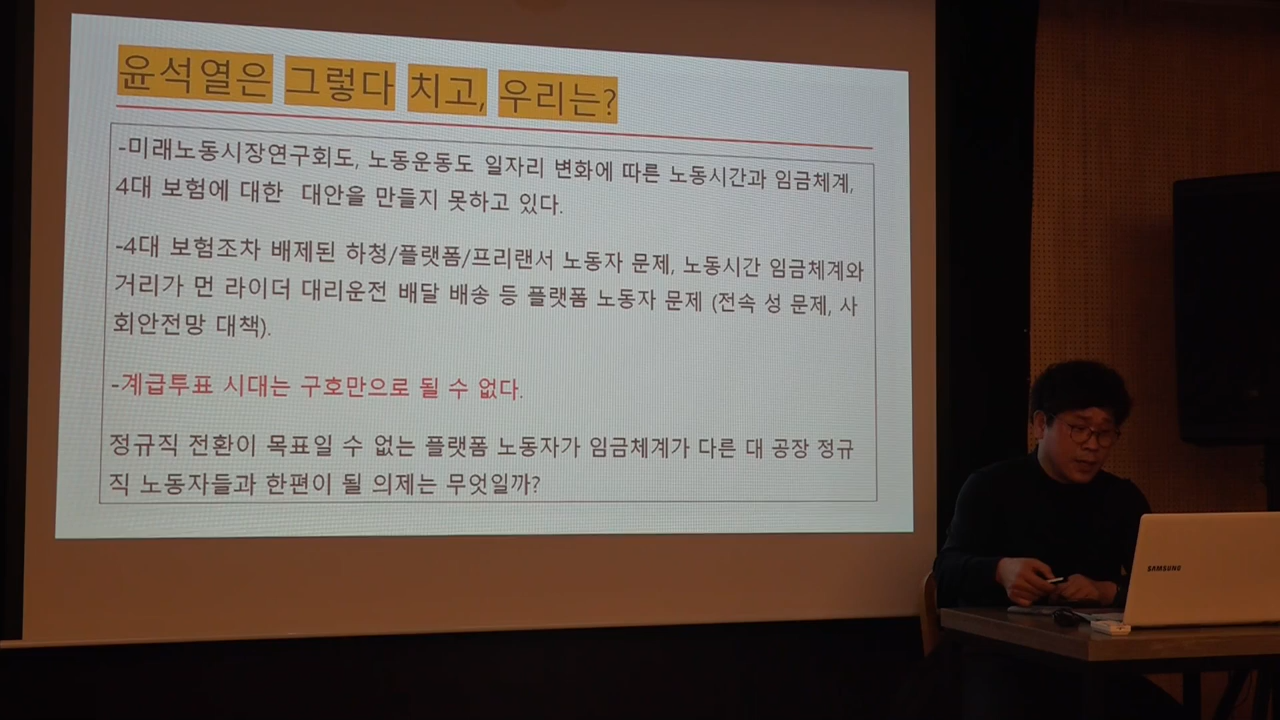 윤석열은 그렇다 치고, 우리는?
-미래노동시장연구회도, 노동운동도 일자리 변화에 따른 노동시간과 임금체계,
4대 보험에 대한 대안을 만들지 못하고 있다.
-4대 보험조차 배제된 하청/플랫폼/프리랜서 노동자 문제, 노동시간 임금체계와
거리가 먼 라이더 대리운전 배달 배송 등 플랫폼 노동자 문제 (전속 성 문제, 사
회안전망 대책).
-계급투표 시대는 구호만으로 될 수 없다.
정규직 전환이 목표일 수 없는 플랫폼 노동자가 임금체계가 다른 대 공장 정규
직 노동자들과 한편이 될 의제는 무엇일까?
SAMSUNG